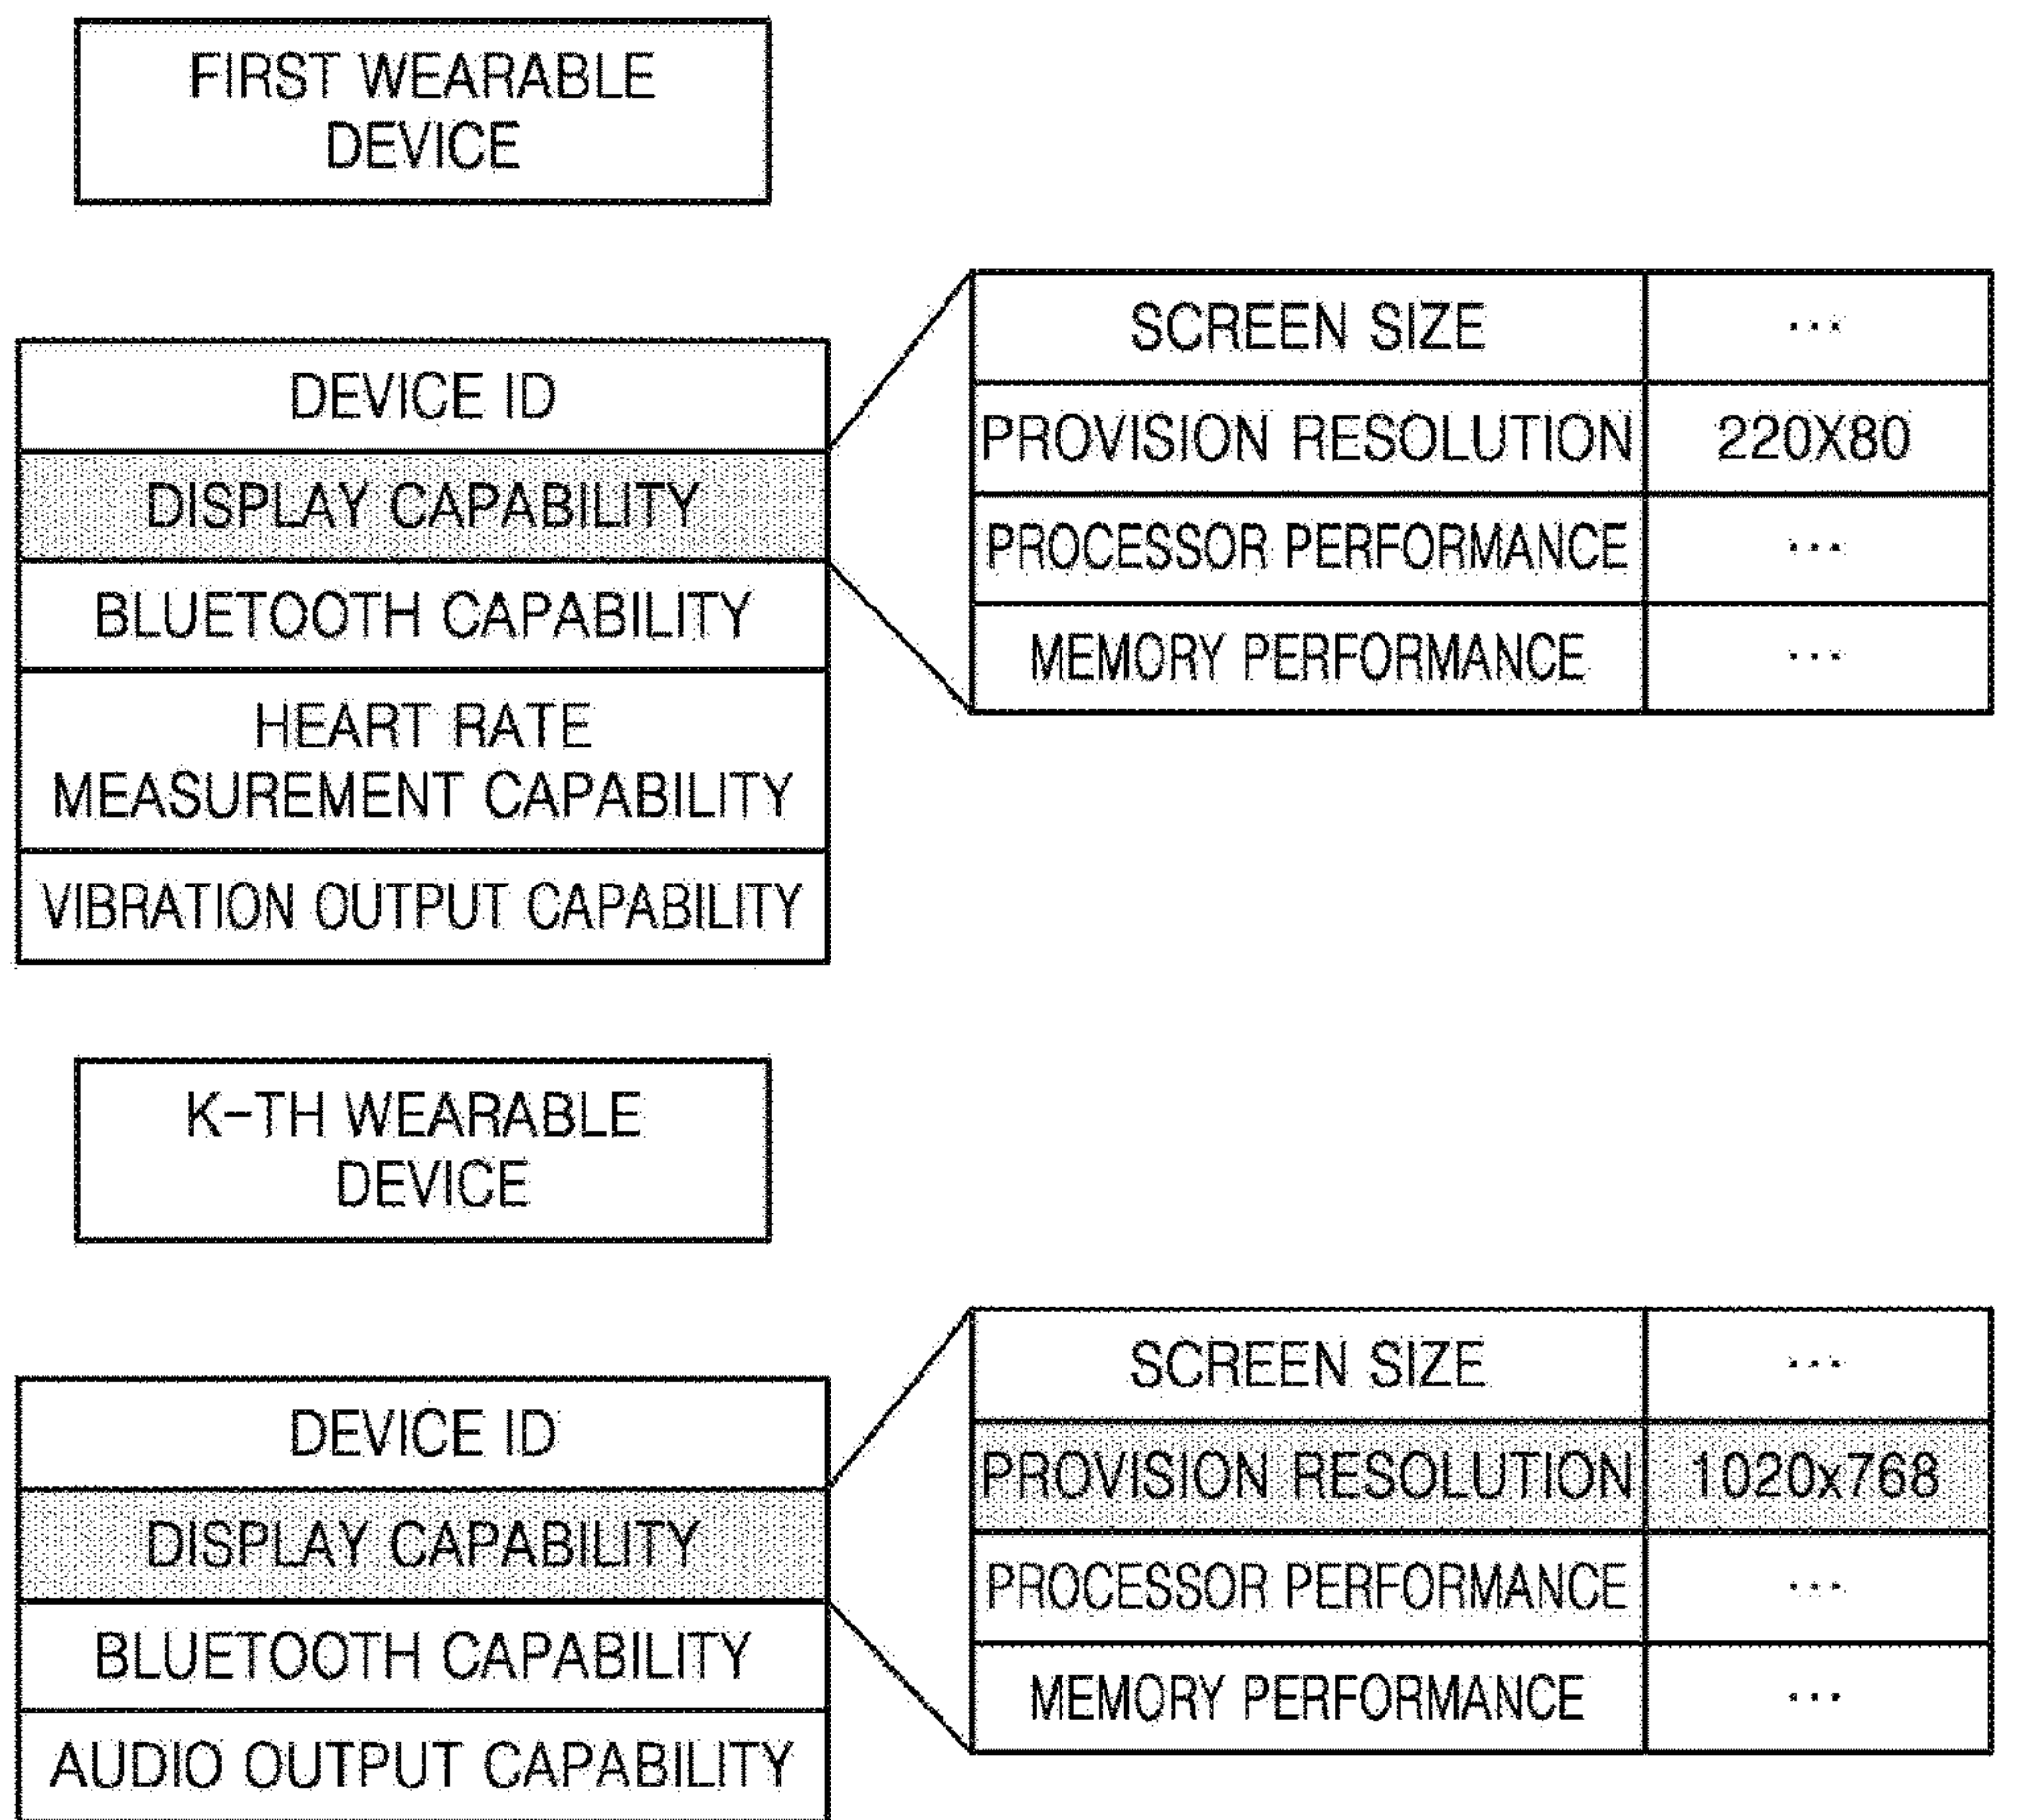 FIRST WEARABLE
DEVICE
DEVICE ID
DISPLAY CAPABILITY
BLUETOOTH CAPABILITY
HEART RATE
MEASUREMENT CAPABILITY
VIBRATION OUTPUT CAPABILITY
SCREEN SIZE ...
PROVISION RESOLUTION 220X80
PROCESSOR PERFORMANCE ...
MEMORY PERFORMANCE ...
K-TH WEARABLE
DEVICE
DEVICE ID
DISPLAY CAPABILITY
BLUETOOTH CAPABILITY
AUDIO OUTPUT CAPABILITY
SCREEN SIZE ...
PROVISION RESOLUTION 1020x768
PROCESSOR PERFORMANCE ...
MEMORY PERFORMANCE ...